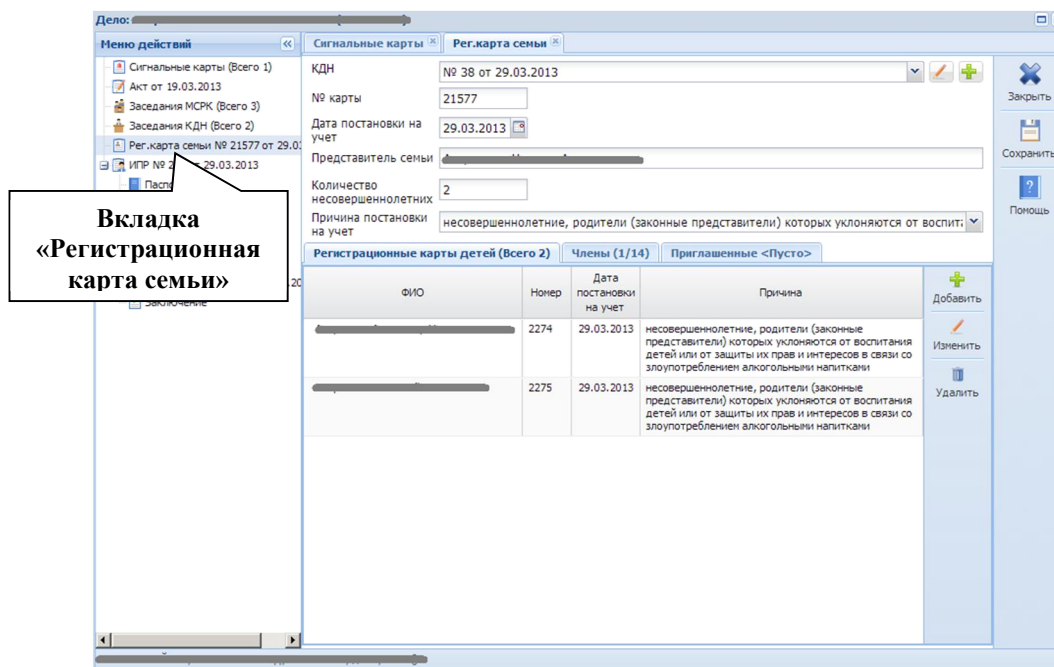 Дело:
Меню действий
Сигнальные карты
Рег.карта семьи
Сигнальные карты (Всего 1)
Акт от 19.03.2013
Заседания МСРК (Всего 3)
Заседания КДН (Всего 2)
Рег.карта семьи № 21577 от 29.0
ИПР № 2 29.03.2013
Вкладка
«Регистрационная
карта семьи»
Заключение
КДН
№ 38 от 29.03.2013
№ карты
21577
Дата постановки на
учет
29.03.2013
Представитель семьи
Количество
несовершеннолетних
2
Причина постановки
на учет
несовершеннолетние, родители (законные представители) которых уклоняются от
Регистрационные карты детей (Всего 2)
Члены (1/14)
Приглашенные <Пусто>
ФИО
Номер
Дата
постановки
на учет
Причина
2274
29.03.2013
несовершеннолетние, родители (законные
представители) которых уклоняются от воспитания
детей или от защиты их прав и интересов в связи со
злоупотреблением алкогольными напитками
2275
29.03.2013
несовершеннолетние, родители (законные
представители) которых уклоняются от воспитания
детей или от защиты их прав и интересов в связи со
злоупотреблением алкогольными напитками
Добавить
Изменить
Удалить
Закрыть
Сохранить
Помощь